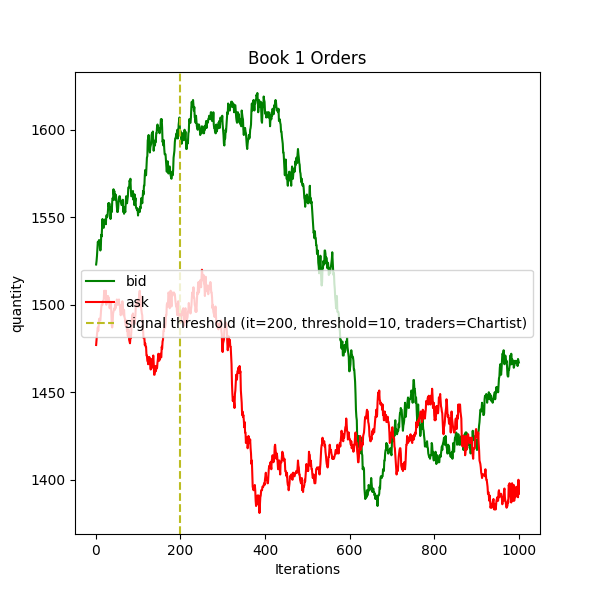 Book 1 Orders
quantity
1600
1550
1500
1450
1400
bid
ask
signal threshold (it=200, threshold=10, traders=Chartist)
0 200 400 600 800 1000
Iterations